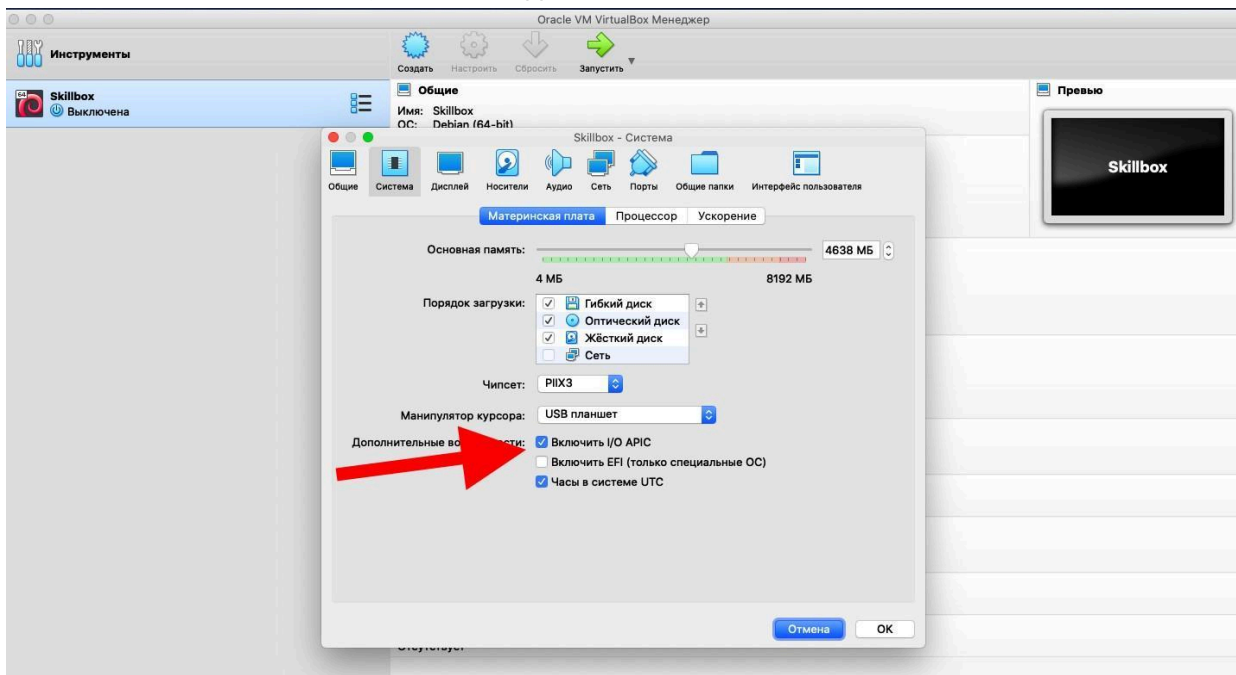 Oracle VM VirtualBox Менеджер
Инструменты
Создать Настроить Сбросить Запустить
64
Skillbox
Выключена
Общие
Имя: Skillbox
ОС: Debian (64-bit)
Превью
Skillbox
Skillbox - Система
Общие Система Дисплей Носители Аудио Сеть Порты Общие папки Интерфейс пользователя
Материнская плата Процессор Ускорение
Основная память: 4638 МБ
4 МБ 8192 МБ
Порядок загрузки: Гибкий диск
Оптический диск
Жёсткий диск
Сеть
Чипсет: PIIX3
Манипулятор курсора: USB планшет
Дополнительные Включить I/O APIC
Включить EFI (только специальные ОС)
Часы в системе UTC
Отмена OK